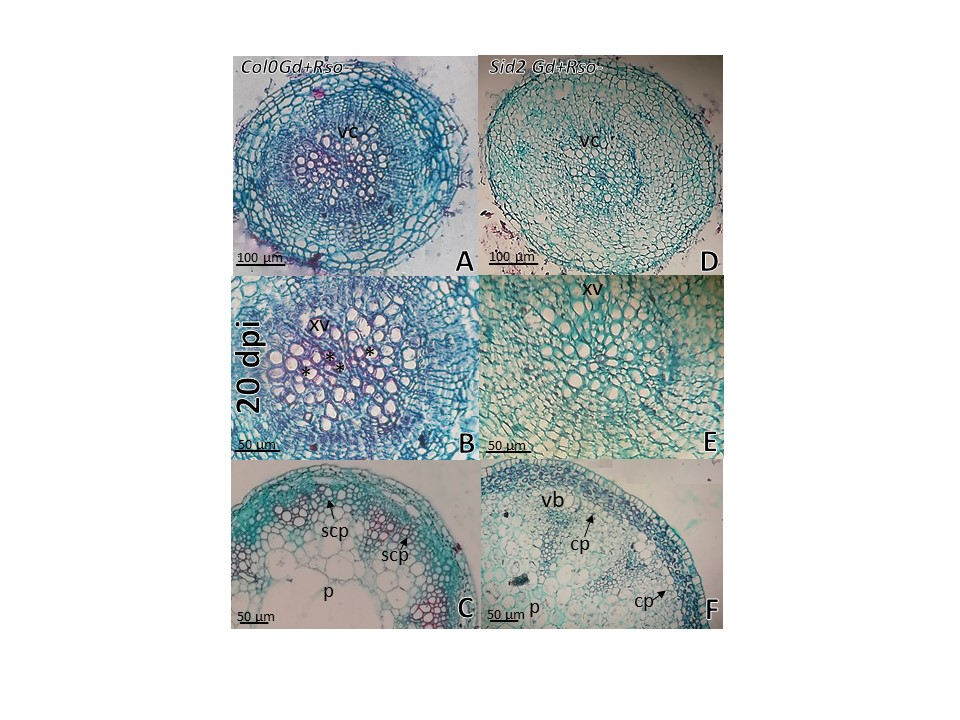 Col0Gd+Rso
vc
100 µm
A
Sid2 Gd+Rso
vc
100 µm
D
20 dpi
xv
*
*
*
*
50 µm
B
xv
50 µm
E
scp
scp
p
50 µm
C
vb
cp
cp
p
50 µm
F